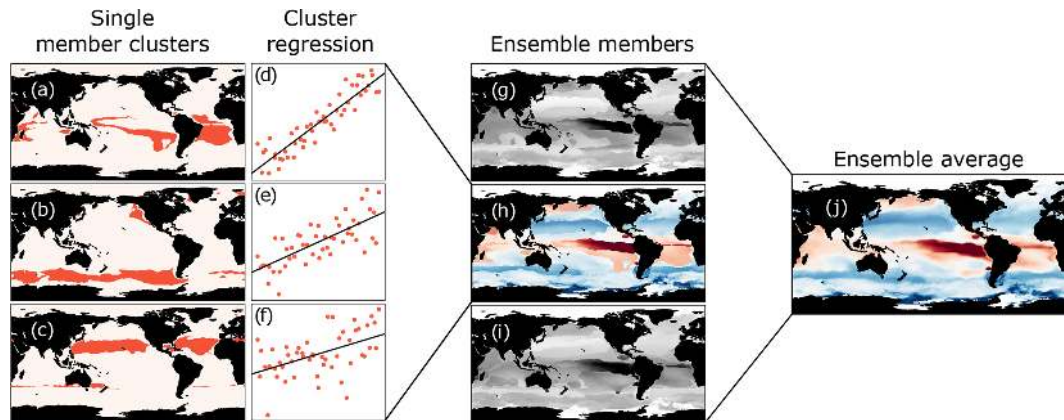 Single
member clusters
Cluster
regression
Ensemble members
Ensemble average
(a)
(d)
(g)
(b)
(e)
(h)
(j)
(c)
(f)
(i)